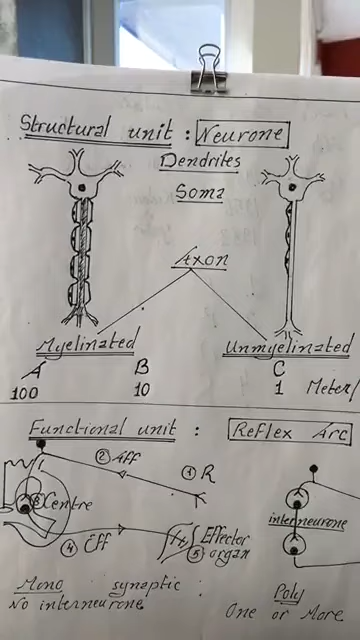 Structural unit : Neurone
Dendrites
Soma
Axon
Myelinated
Unmyelinated
A B C
100 10 1 Meter/
Functional unit : Reflex Arc
② Aff
① R
③ Centre
④ Eff
Effector
⑤ organ
interneurone
Mono synaptic :
Poly
No interneurone
One or More